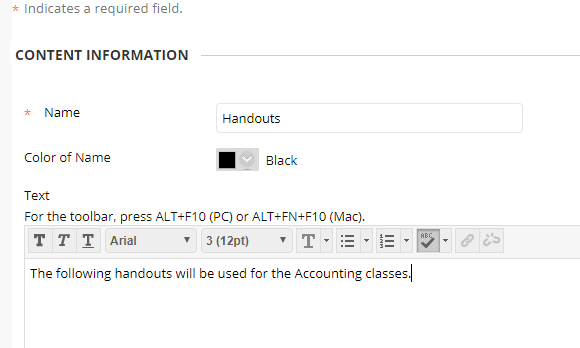 * Indicates a required field.
CONTENT INFORMATION
* Name
Handouts
Color of Name
Black
Text
For the toolbar, press ALT+F10 (PC) or ALT+FN+F10 (Mac).
T T T Arial 3 (12pt) T ABC
The following handouts will be used for the Accounting classes.